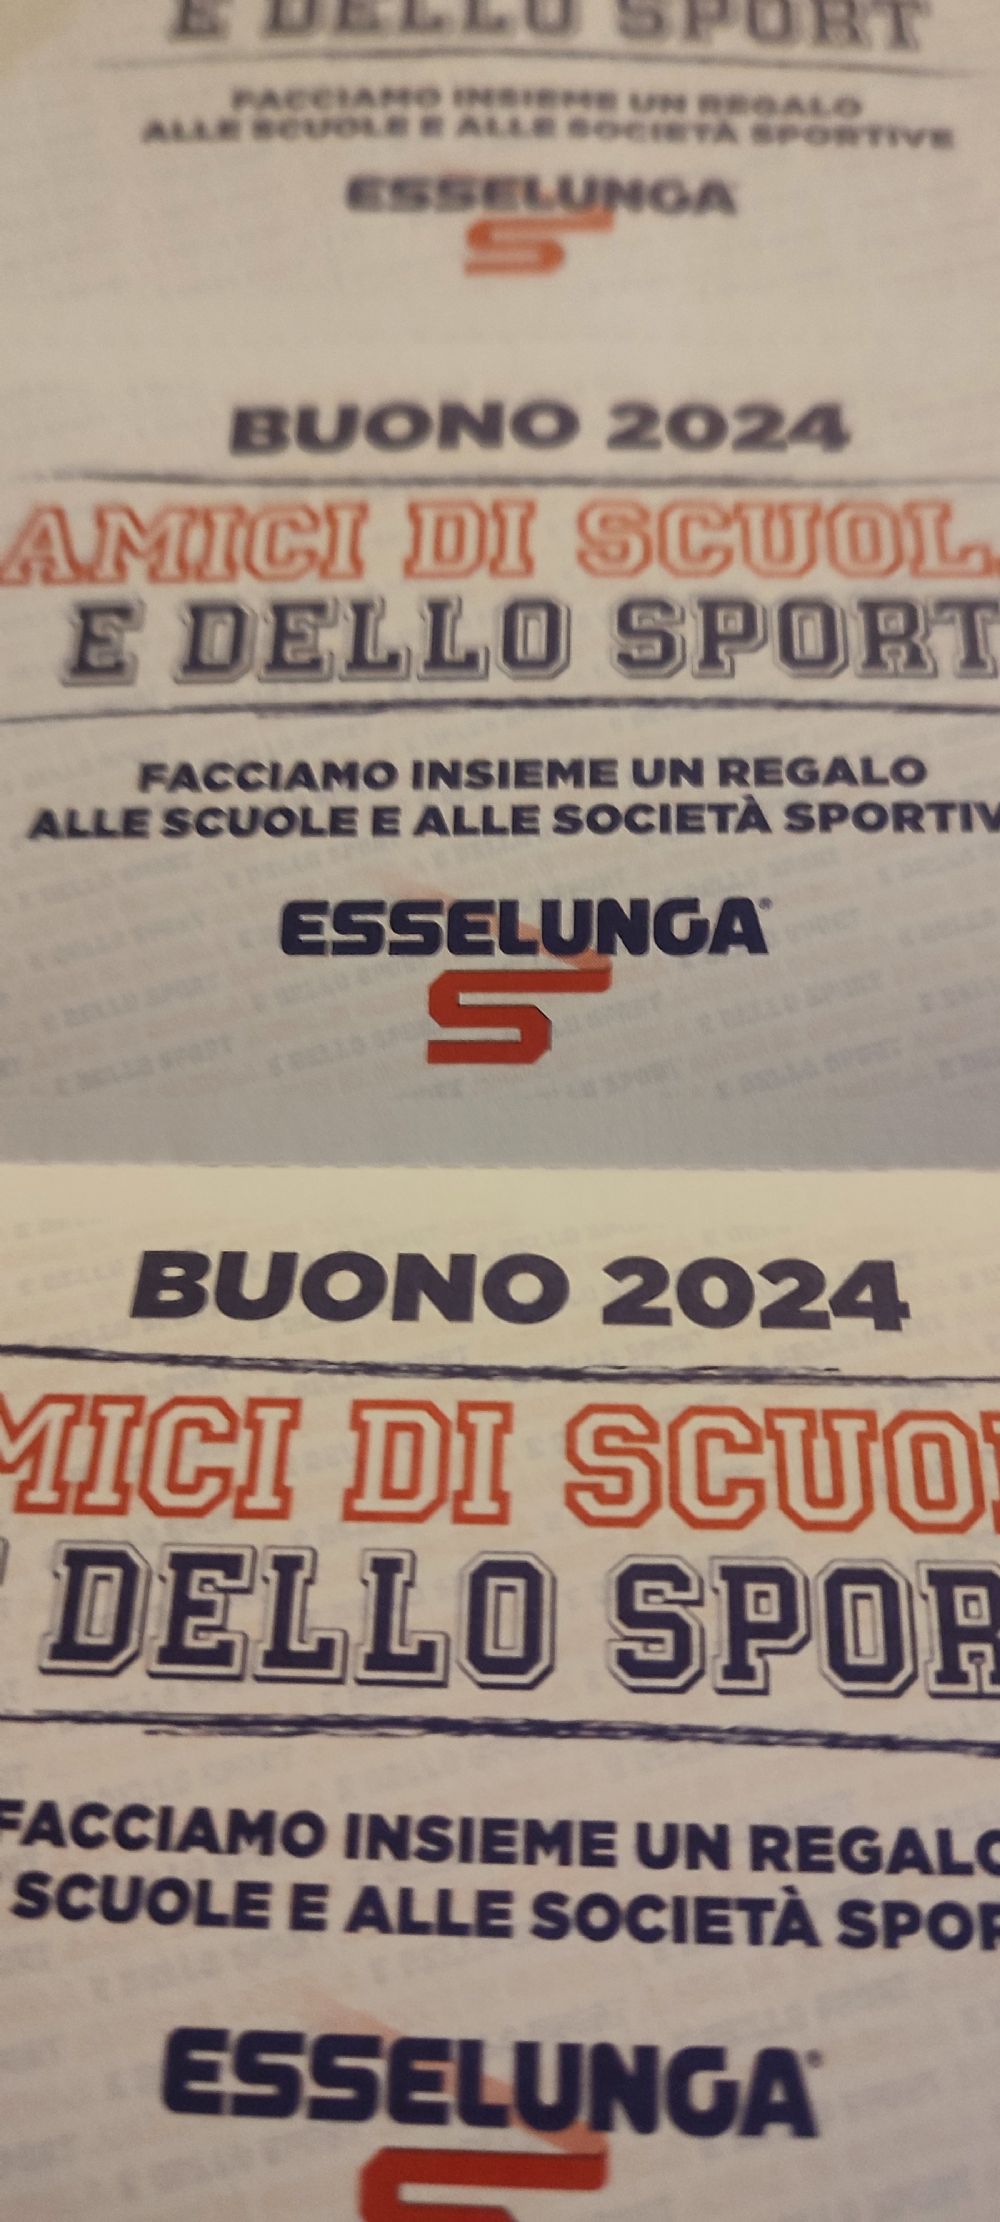 E DELLO SPORT
FACCIAMO INSIEME UN REGALO
ALLE SCUOLE E ALLE SOCIETÀ SPORTIVE
ESSELUNGA
BUONO 2024
AMICI DI SCUOL
E DELLO SPORT
FACCIAMO INSIEME UN REGALO
ALLE SCUOLE E ALLE SOCIETÀ SPORTIV
ESSELUNGA®
BUONO 2024
MICI DI SCUOL
E DELLO SPOR
FACCIAMO INSIEME UN REGALO
SCUOLE E ALLE SOCIETÀ SPOR
ESSELUNGA®